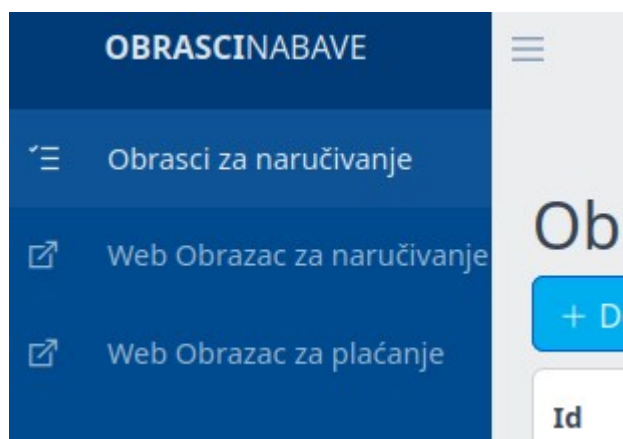 OBRASCINABAVE
Obrasci za naručivanje
Web Obrazac za naručivanje
Web Obrazac za plaćanje
Ob
+ D
Id